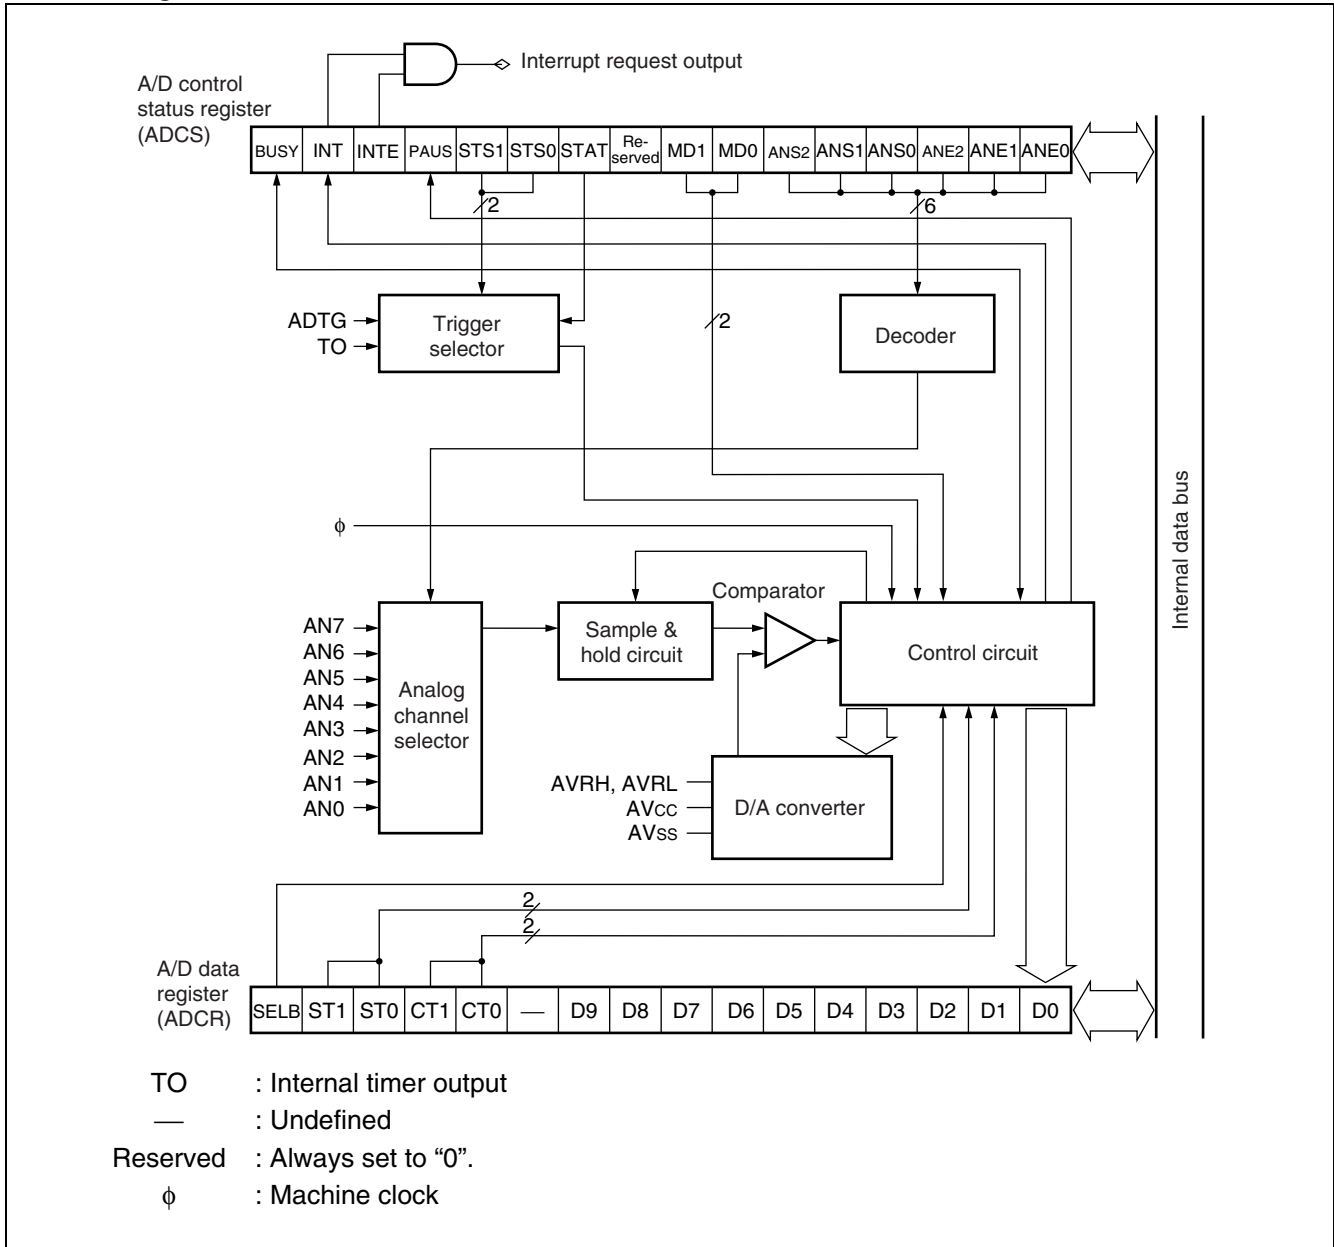 Interrupt request output
A/D control
status register
(ADCS)
BUSY INT INTE PAUS STS1 STS0 STAT Re-served MD1 MD0 ANS2 ANS1 ANS0 ANE2 ANE1 ANE0
2
6
ADTG
TO
Trigger
selector
2
Decoder
Internal data bus
ϕ
Comparator
AN7
AN6
AN5
AN4
AN3
AN2
AN1
AN0
Analog
channel
selector
Sample &
hold circuit
Control circuit
AVRH, AVRL
AVCC
AVSS
D/A converter
2
2
A/D data
register
(ADCR)
SELB ST1 ST0 CT1 CT0 — D9 D8 D7 D6 D5 D4 D3 D2 D1 D0
TO : Internal timer output
— : Undefined
Reserved : Always set to “0”.
ϕ : Machine clock